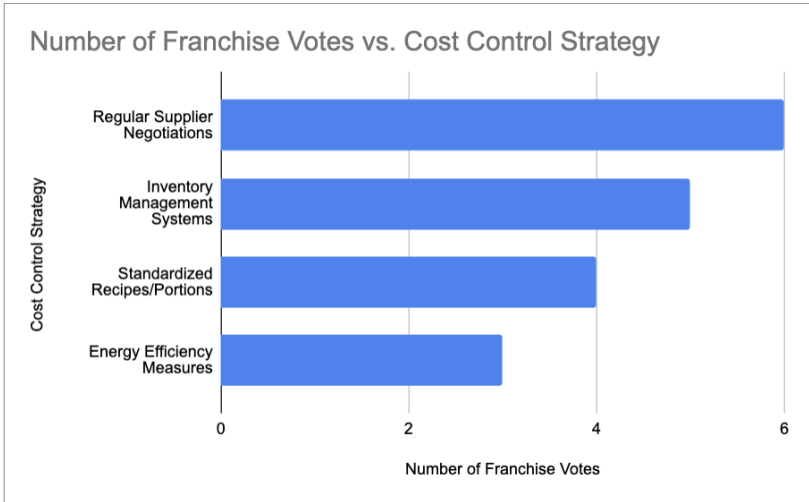 Number of Franchise Votes vs. Cost Control Strategy
Cost Control Strategy
Regular Supplier
Negotiations
Inventory
Management
Systems
Standardized
Recipes/Portions
Energy Efficiency
Measures
0
2
4
6
Number of Franchise Votes